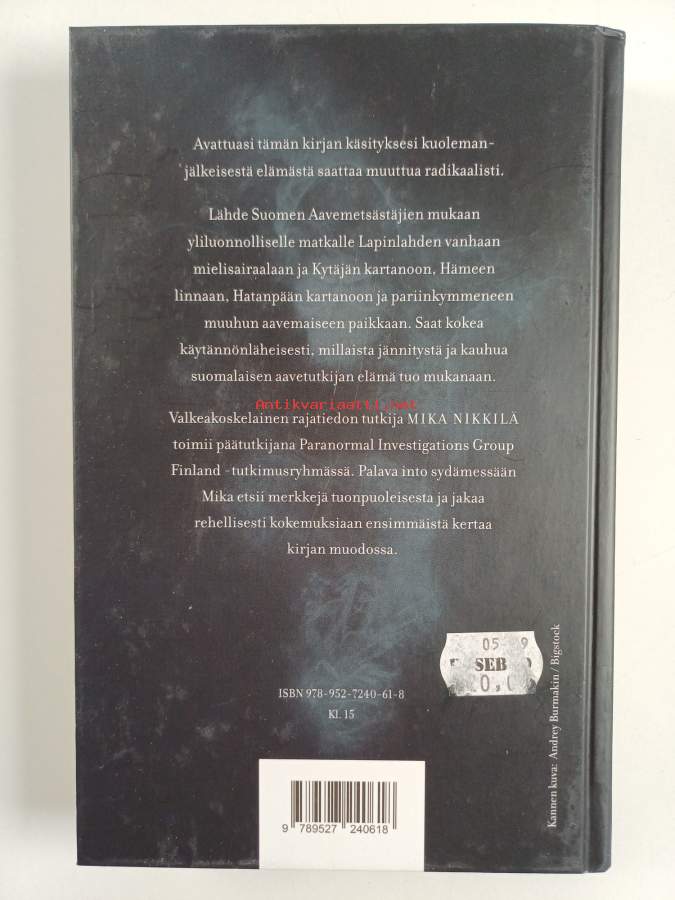 Avattuasi tämän kirjan käsityksesi kuoleman-
jälkeisestä elämästä saattaa muuttua radikaalisti.
Lähde Suomen Aavemetsästäjien mukaan
yliluonnolliselle matkalle Lapinlahden vanhaan
mielisairaalaan ja Kytäjän kartanoon, Hämeen
linnaan, Hatanpään kartanoon ja pariinkymmeneen
muuhun aavemaiseen paikkaan. Saat kokea
käytännönläheisesti, millaista jännitystä ja kauhua
suomalaisen aavetutkijan elämä tuo mukanaan.
Antikvariaatti.net
Valkeakoskelainen rajatiedon tutkija MIKA NIKKILÄ
toimii päätutkijana Paranormal Investigations Group
Finland -tutkimusryhmässä. Palava into sydämessään
Mika etsii merkkejä tuonpuoleisesta ja jakaa
rehellisesti kokemuksiaan ensimmäistä kertaa
kirjan muodossa.
05 9
SEB
ISBN 978-952-7240-61-8
Kl. 15
Kannen kuva: Andrey Burmakin / Bigstock
9 789527 240618